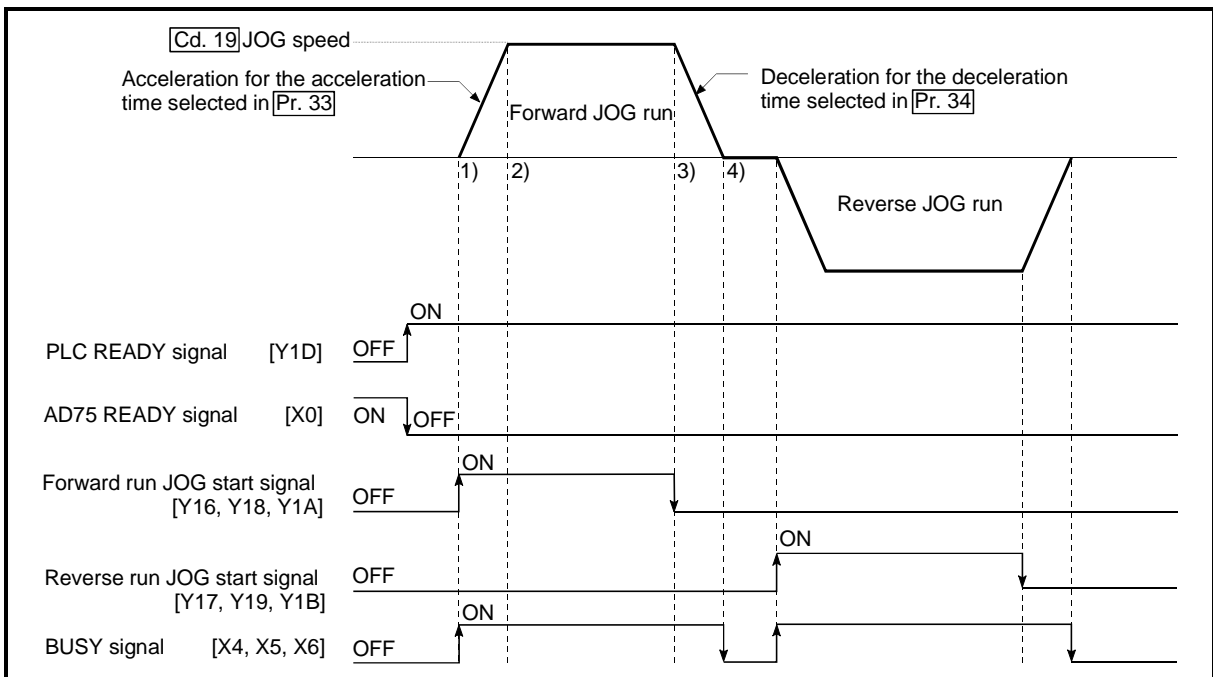 Cd. 19 JOG speed
Acceleration for the acceleration
time selected in Pr. 33
Deceleration for the deceleration
time selected in Pr. 34
Forward JOG run
1) 2) 3) 4)
Reverse JOG run
ON
PLC READY signal [Y1D] OFF
AD75 READY signal [X0] ON OFF
ON
Forward run JOG start signal
[Y16, Y18, Y1A]
OFF
ON
Reverse run JOG start signal
[Y17, Y19, Y1B]
OFF
ON
BUSY signal [X4, X5, X6] OFF